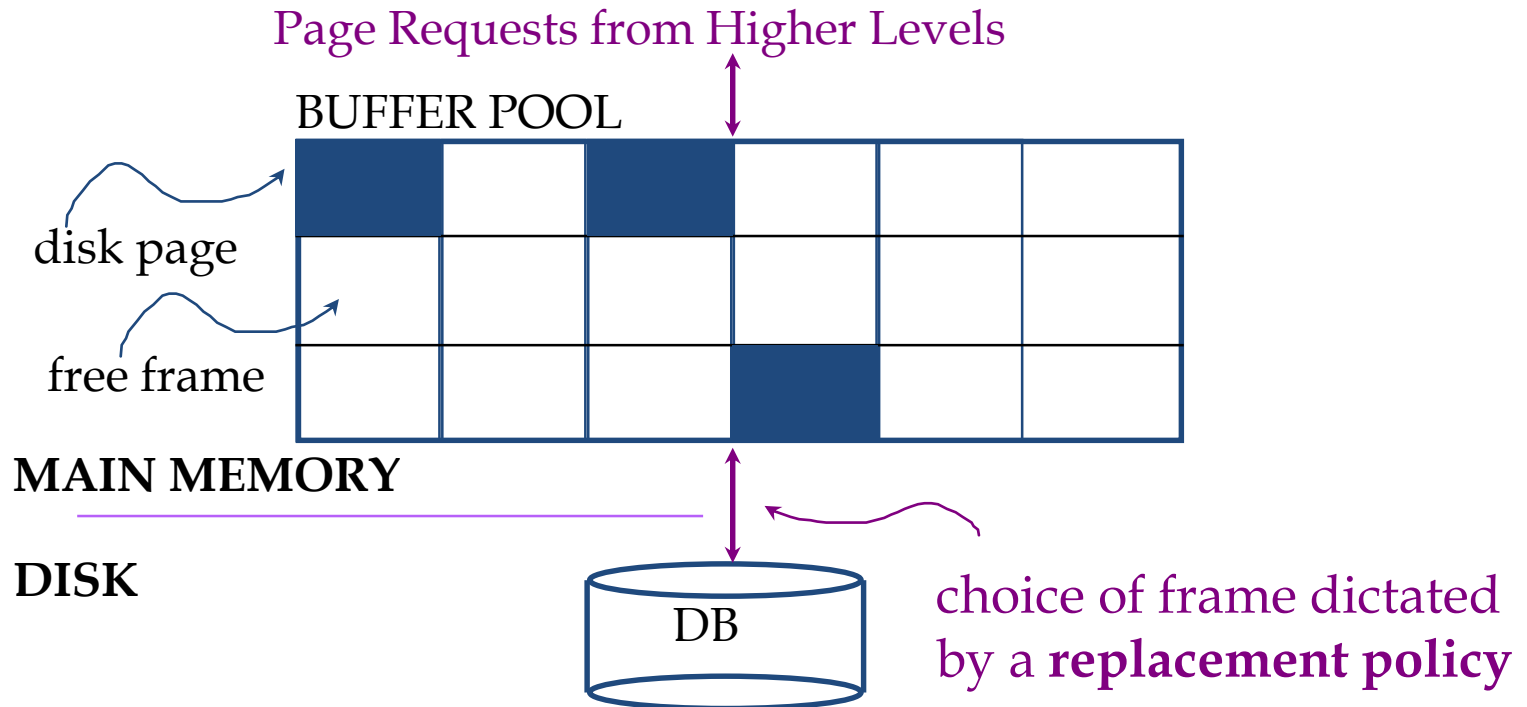 Page Requests from Higher Levels
BUFFER POOL
disk page
free frame
MAIN MEMORY
DISK
DB
choice of frame dictated
by a replacement policy